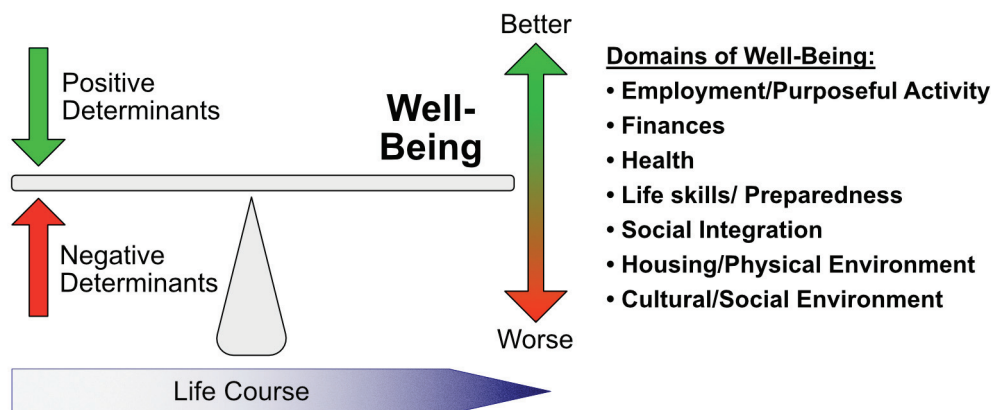 Positive
Determinants
Negative
Determinants
Well-
Being
Better
Worse
Life Course
Domains of Well-Being:
• Employment/Purposeful Activity
• Finances
• Health
• Life skills/ Preparedness
• Social Integration
• Housing/Physical Environment
• Cultural/Social Environment